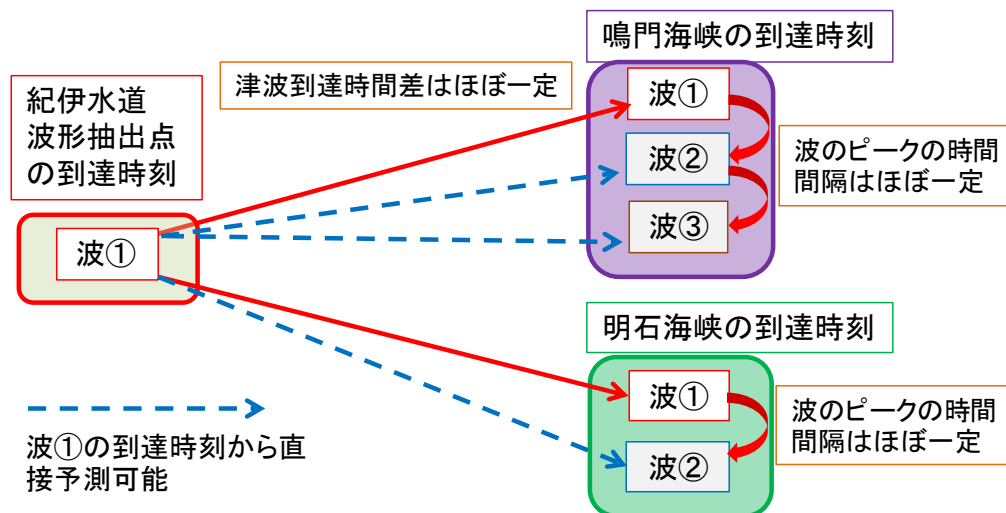 鳴門海峡の到達時刻
津波到達時間差はほぼ一定
紀伊水道
波形抽出点
の到達時刻
波①
波①
波②
波③
波のピークの時間
間隔はほぼ一定
明石海峡の到達時刻
波①
波②
波のピークの時間
間隔はほぼ一定
波①の到達時刻から直
接予測可能